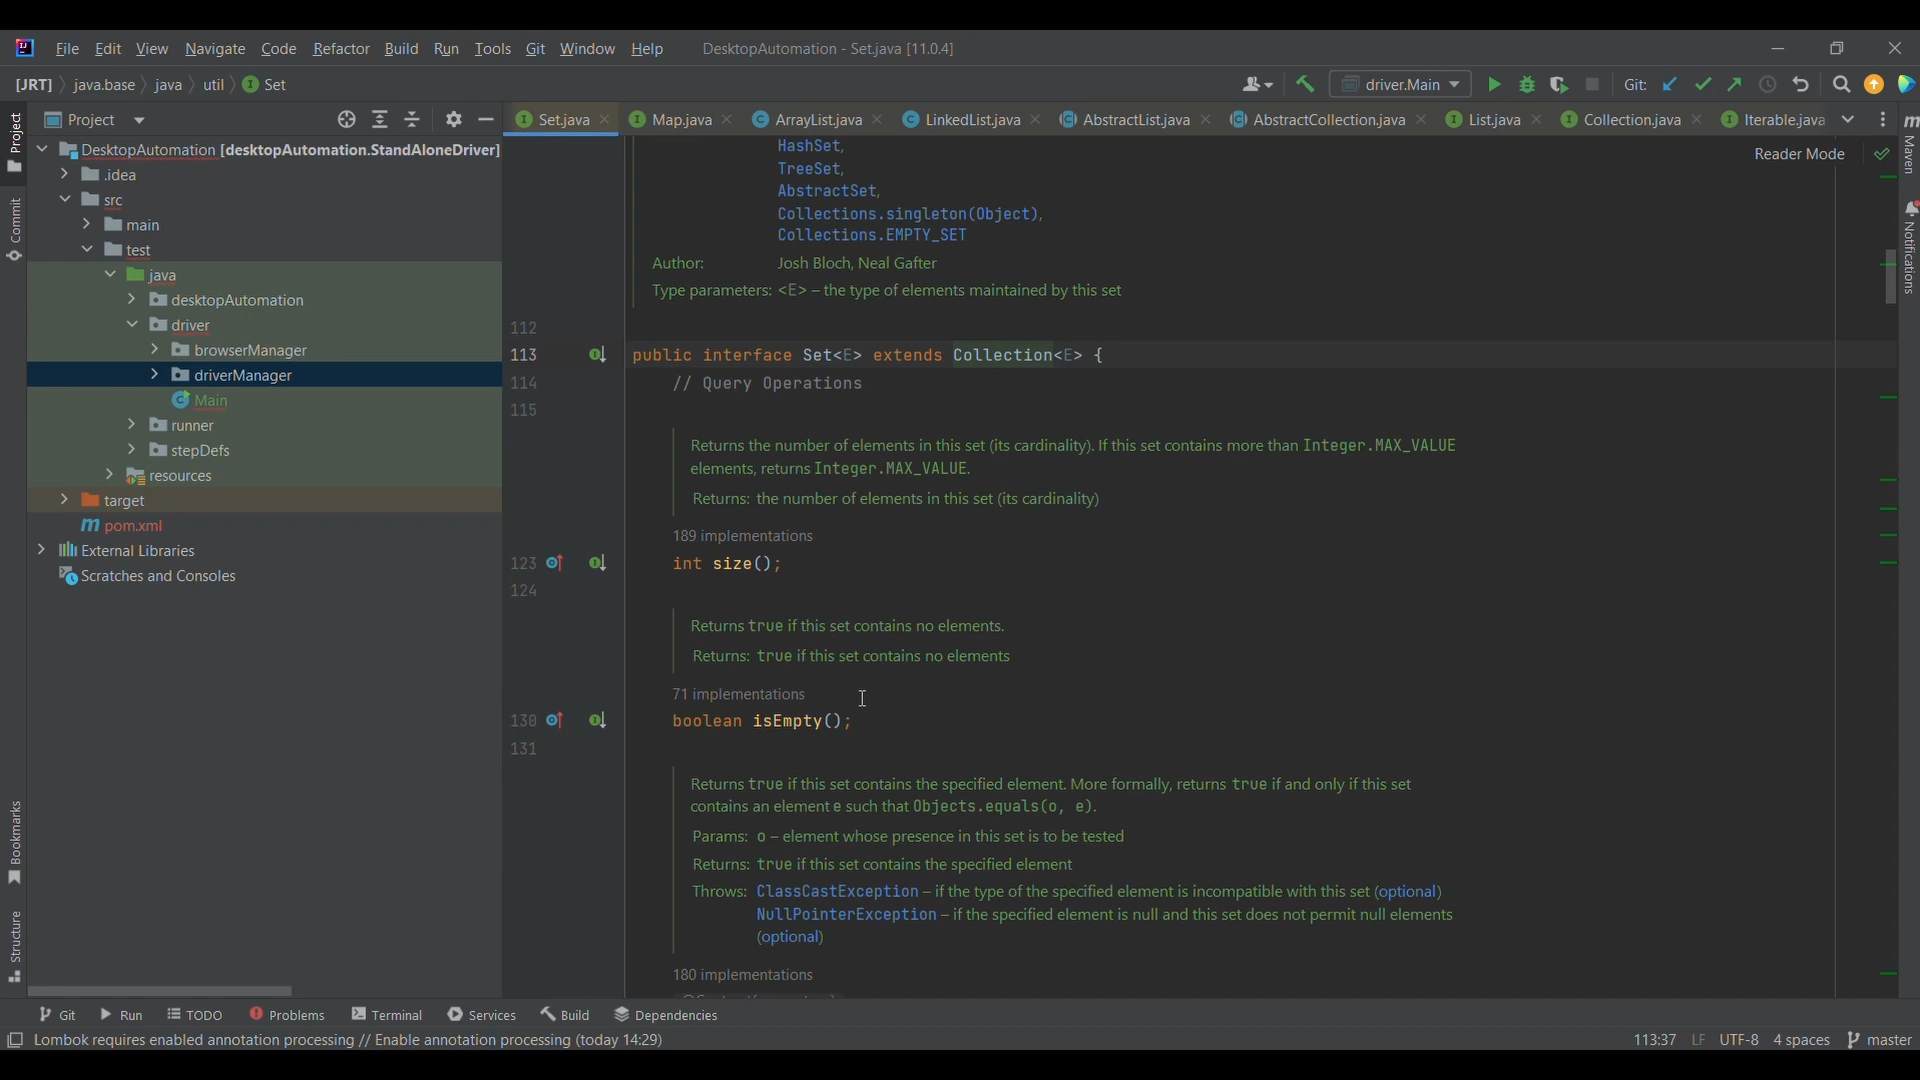 File Edit View Navigate Code Refactor Build Run Tools Git Window Help DesktopAutomation - Set.java [11.0.4]
[JRT] java.base java util I Set driver.Main Git:
Project Set.java Map.java ArrayList.java LinkedList.java AbstractList.java AbstractCollection.java List.java Collection.java Iterable.java
Project
Commit
Bookmarks
Structure
Maven
Notifications
DesktopAutomation [desktopAutomation.StandAloneDriver]
.idea
src
main
test
java
desktopAutomation
driver
browserManager
driverManager
Main
runner
stepDefs
resources
target
pom.xml
External Libraries
Scratches and Consoles
Reader Mode
HashSet,
TreeSet,
AbstractSet,
Collections.singleton(Object),
Collections.EMPTY_SET
Author: Josh Bloch, Neal Gafter
Type parameters: <E> – the type of elements maintained by this set
112
113 public interface Set<E> extends Collection<E> {
114 // Query Operations
115
Returns the number of elements in this set (its cardinality). If this set contains more than Integer.MAX_VALUE
elements, returns Integer.MAX_VALUE.
Returns: the number of elements in this set (its cardinality)
189 implementations
123 int size();
124
Returns true if this set contains no elements.
Returns: true if this set contains no elements
71 implementations
130 boolean isEmpty();
131
Returns true if this set contains the specified element. More formally, returns true if and only if this set
contains an element e such that Objects.equals(o, e).
Params: o – element whose presence in this set is to be tested
Returns: true if this set contains the specified element
Throws: ClassCastException – if the type of the specified element is incompatible with this set (optional)
NullPointerException – if the specified element is null and this set does not permit null elements
(optional)
180 implementations
Git Run TODO Problems Terminal Services Build Dependencies
Lombok requires enabled annotation processing // Enable annotation processing (today 14:29) 113:37 LF UTF-8 4 spaces master